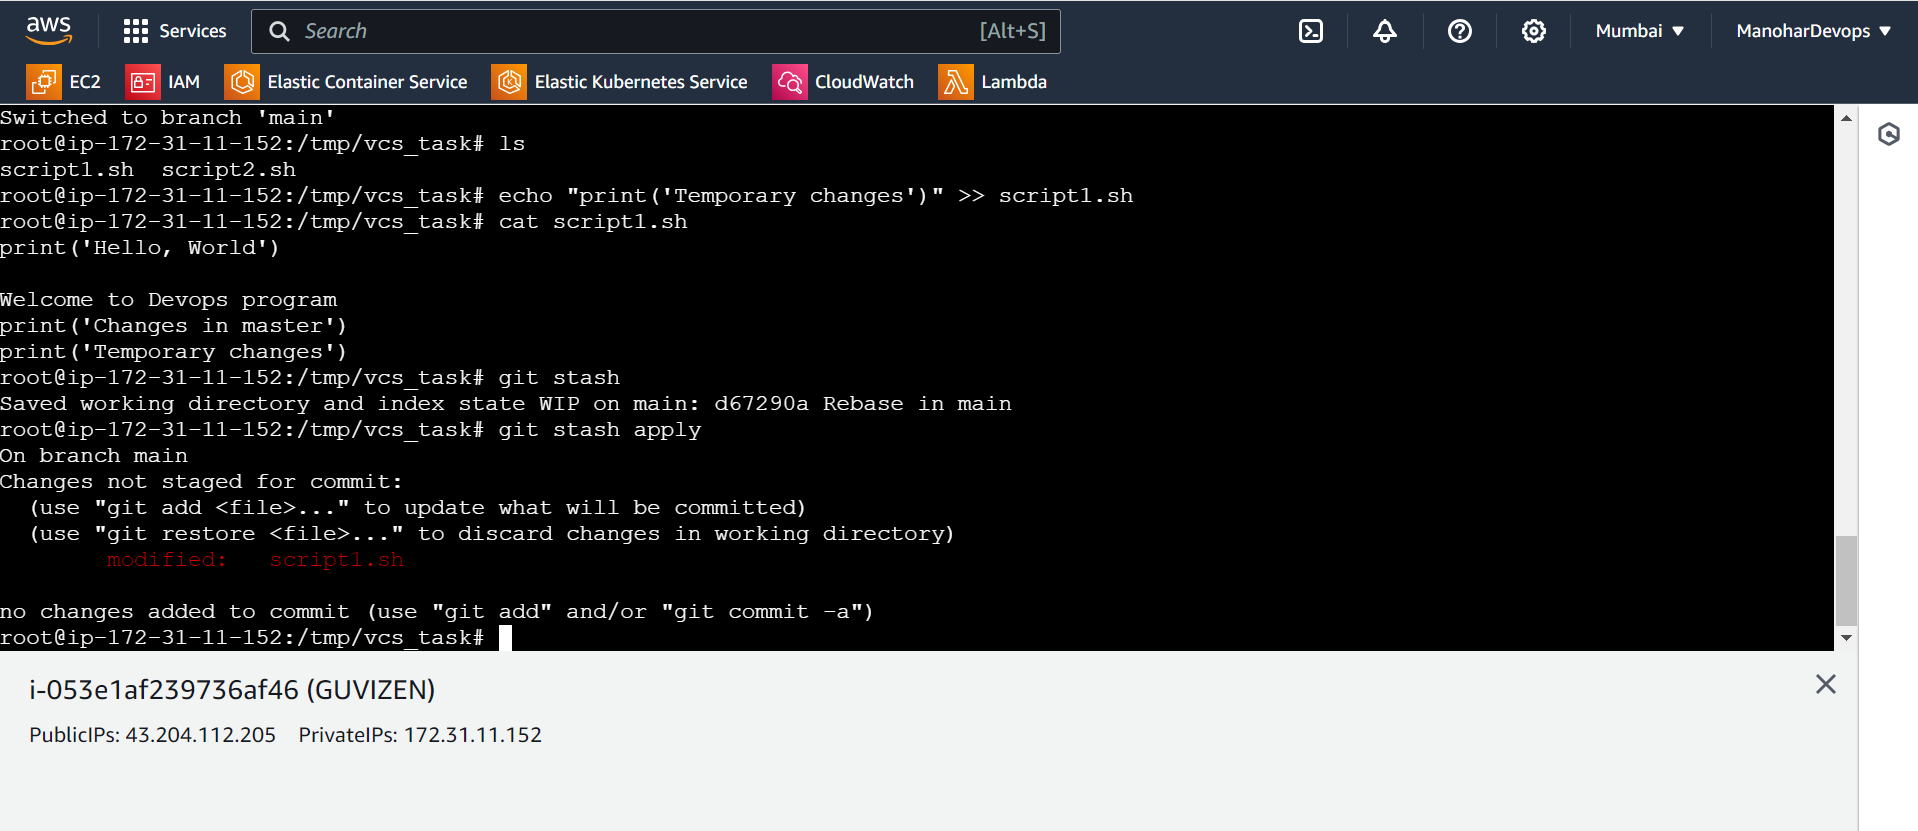 aws Services Search [Alt+S] Mumbai ▼ ManoharDevops ▼
EC2 IAM Elastic Container Service Elastic Kubernetes Service CloudWatch Lambda
Switched to branch 'main'
root@ip-172-31-11-152:/tmp/vcs_task# ls
script1.sh  script2.sh
root@ip-172-31-11-152:/tmp/vcs_task# echo "print('Temporary changes')" >> script1.sh
root@ip-172-31-11-152:/tmp/vcs_task# cat script1.sh
print('Hello, World')
Welcome to Devops program
print('Changes in master')
print('Temporary changes')
root@ip-172-31-11-152:/tmp/vcs_task# git stash
Saved working directory and index state WIP on main: d67290a Rebase in main
root@ip-172-31-11-152:/tmp/vcs_task# git stash apply
On branch main
Changes not staged for commit:
  (use "git add <file>..." to update what will be committed)
  (use "git restore <file>..." to discard changes in working directory)
        modified:   script1.sh
no changes added to commit (use "git add" and/or "git commit -a")
root@ip-172-31-11-152:/tmp/vcs_task#
i-053e1af239736af46 (GUVIZEN)
PublicIPs: 43.204.112.205 PrivateIPs: 172.31.11.152